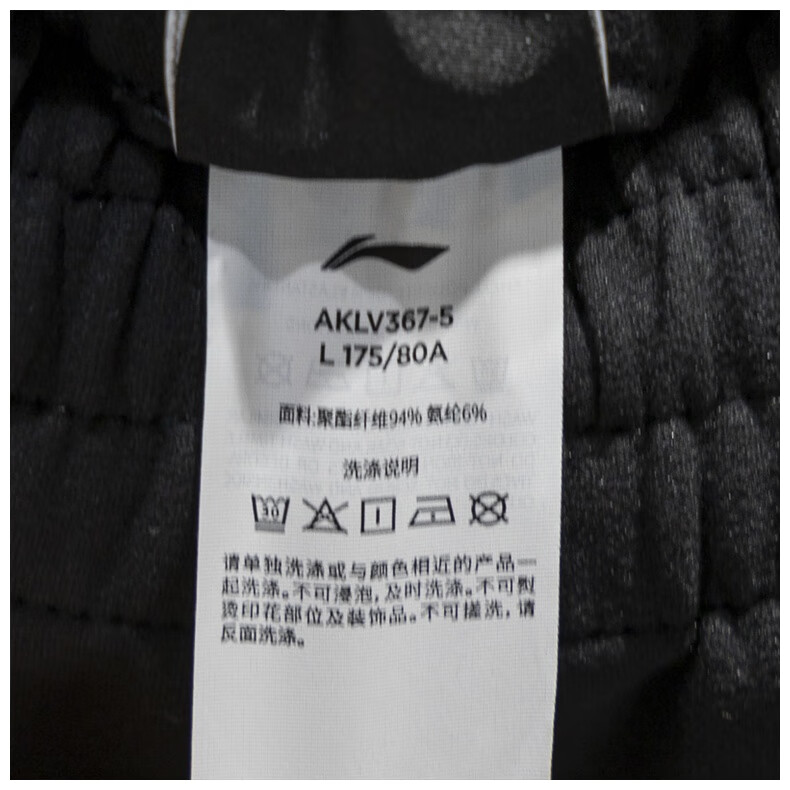 AKLV367-5
L 175/80A
面料:聚酯纤维94% 氨纶6%
洗涤说明
30
请单独洗涤或与颜色相近的产品一
起洗涤。不可浸泡,及时洗涤。不可熨
烫印花部位及装饰品。不可搓洗,请
反面洗涤。